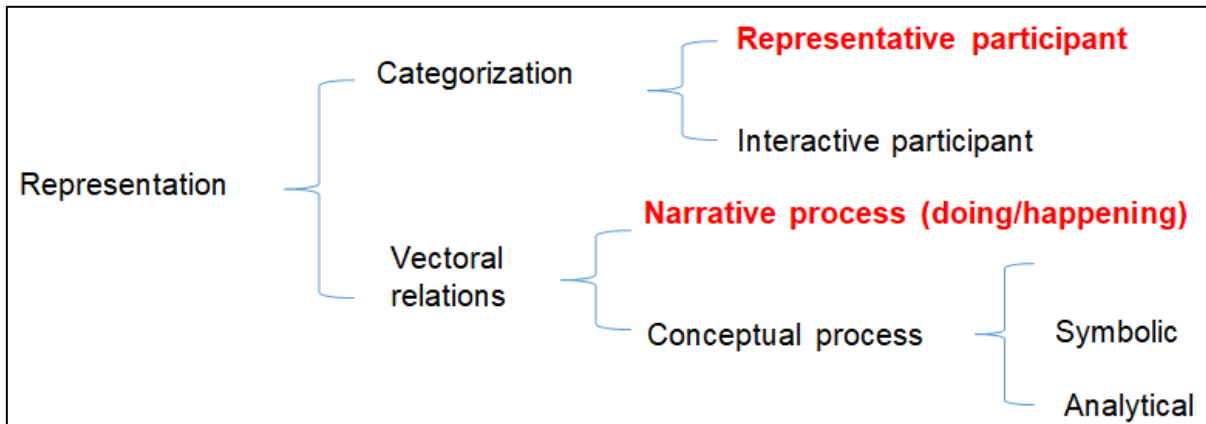 Representation
Categorization
Representative participant
Interactive participant
Vectoral
relations
Narrative process (doing/happening)
Conceptual process
Symbolic
Analytical